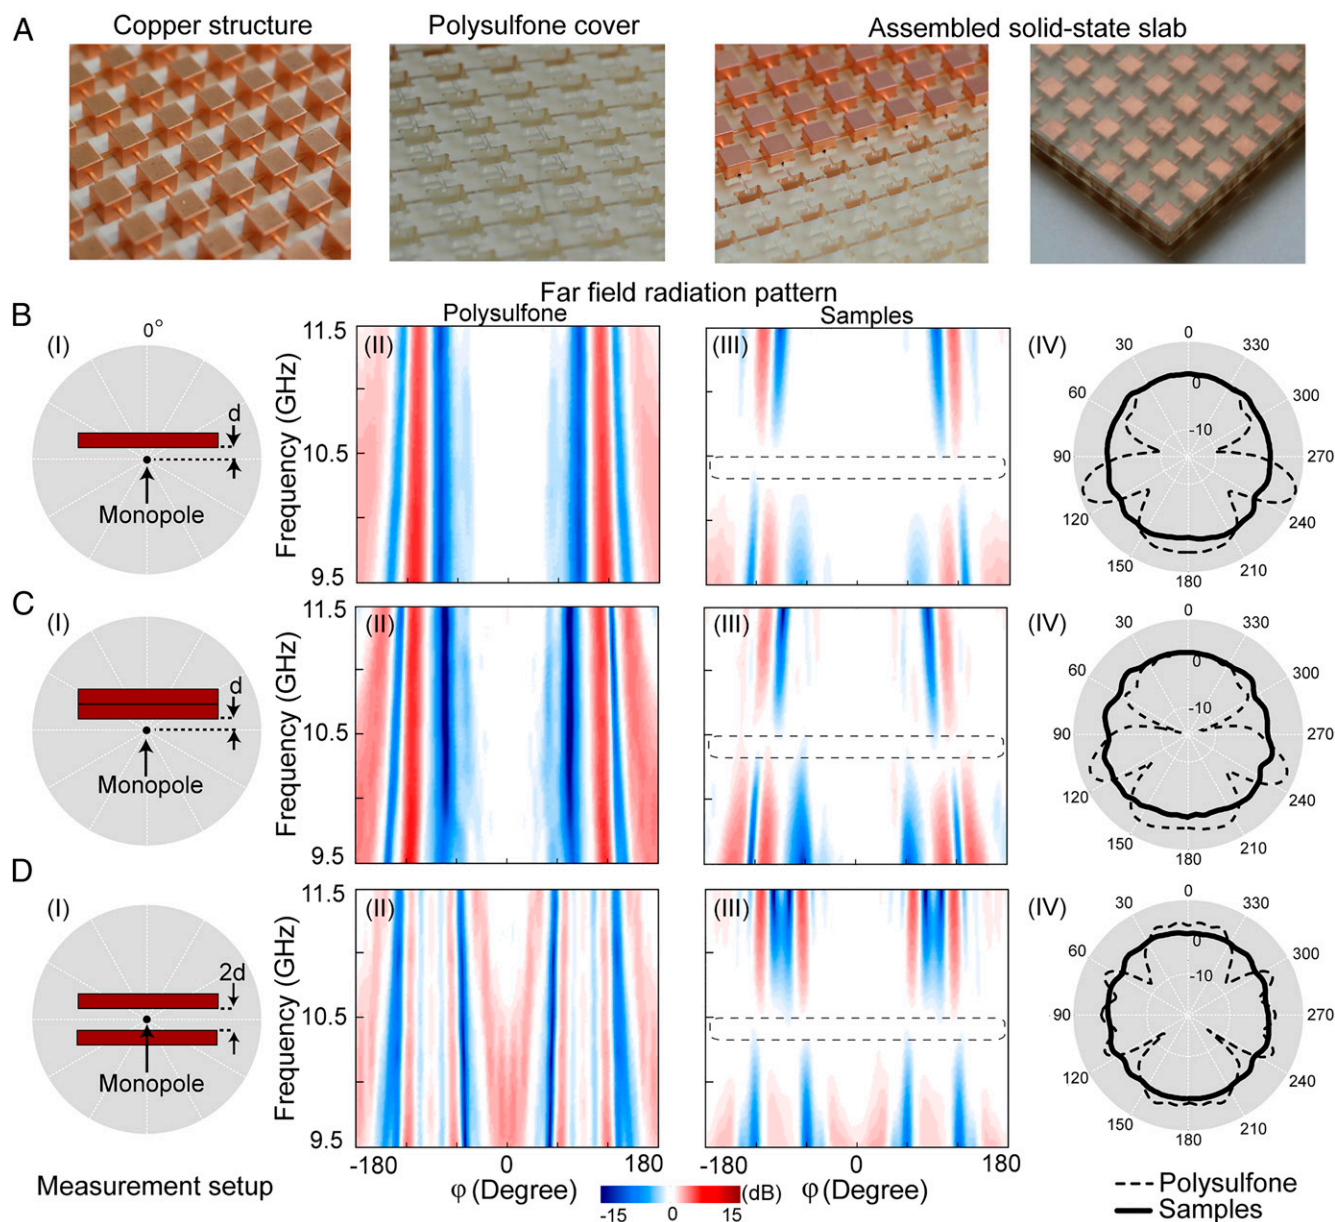 A
Copper structure
Polysulfone cover
Assembled solid-state slab
Far field radiation pattern
B
Polysulfone
Samples
(I)
0°
d
Monopole
Frequency (GHz)
11.5
10.5
9.5
(II)
(III)
(IV)
0
30
330
60
300
90
270
120
240
150
210
180
0
-10
C
(I)
d
Monopole
Frequency (GHz)
11.5
10.5
9.5
(II)
(III)
(IV)
0
30
330
60
300
90
270
120
240
150
210
180
0
-10
D
(I)
2d
Monopole
Frequency (GHz)
11.5
10.5
9.5
(II)
(III)
(IV)
0
30
330
60
300
90
270
120
240
150
210
180
0
-10
-180 0 180
φ (Degree)
-180 0 180
φ (Degree)
Measurement setup
(dB)
-15 0 15
Polysulfone
Samples